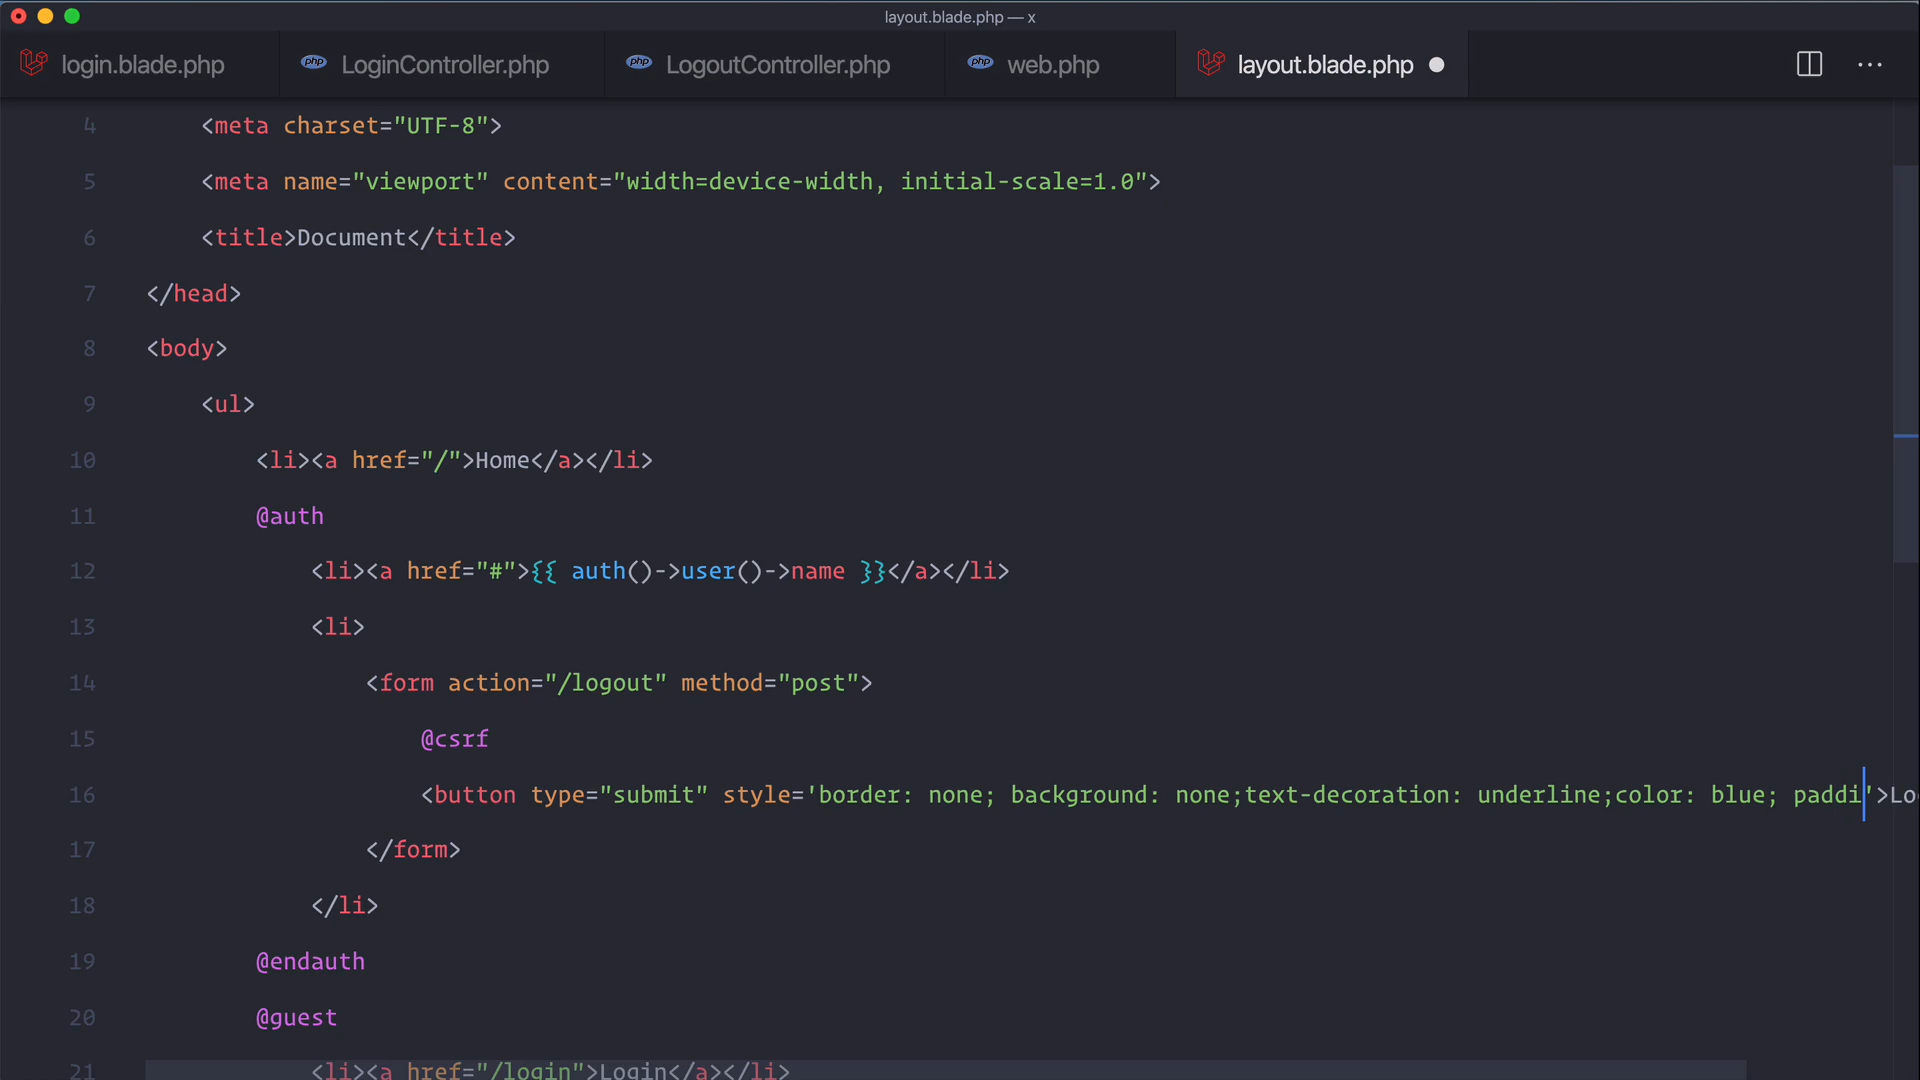 layout.blade.php — x
login.blade.php
php LoginController.php
php LogoutController.php
php web.php
layout.blade.php
4 <meta charset="UTF-8">
5 <meta name="viewport" content="width=device-width, initial-scale=1.0">
6 <title>Document</title>
7 </head>
8 <body>
9 <ul>
10 <li><a href="/">Home</a></li>
11 @auth
12 <li><a href="#">{{ auth()->user()->name }}</a></li>
13 <li>
14 <form action="/logout" method="post">
15 @csrf
16 <button type="submit" style='border: none; background: none;text-decoration: underline;color: blue; paddi'>Lo
17 </form>
18 </li>
19 @endauth
20 @guest
21 <li><a href="/login">Login</a></li>